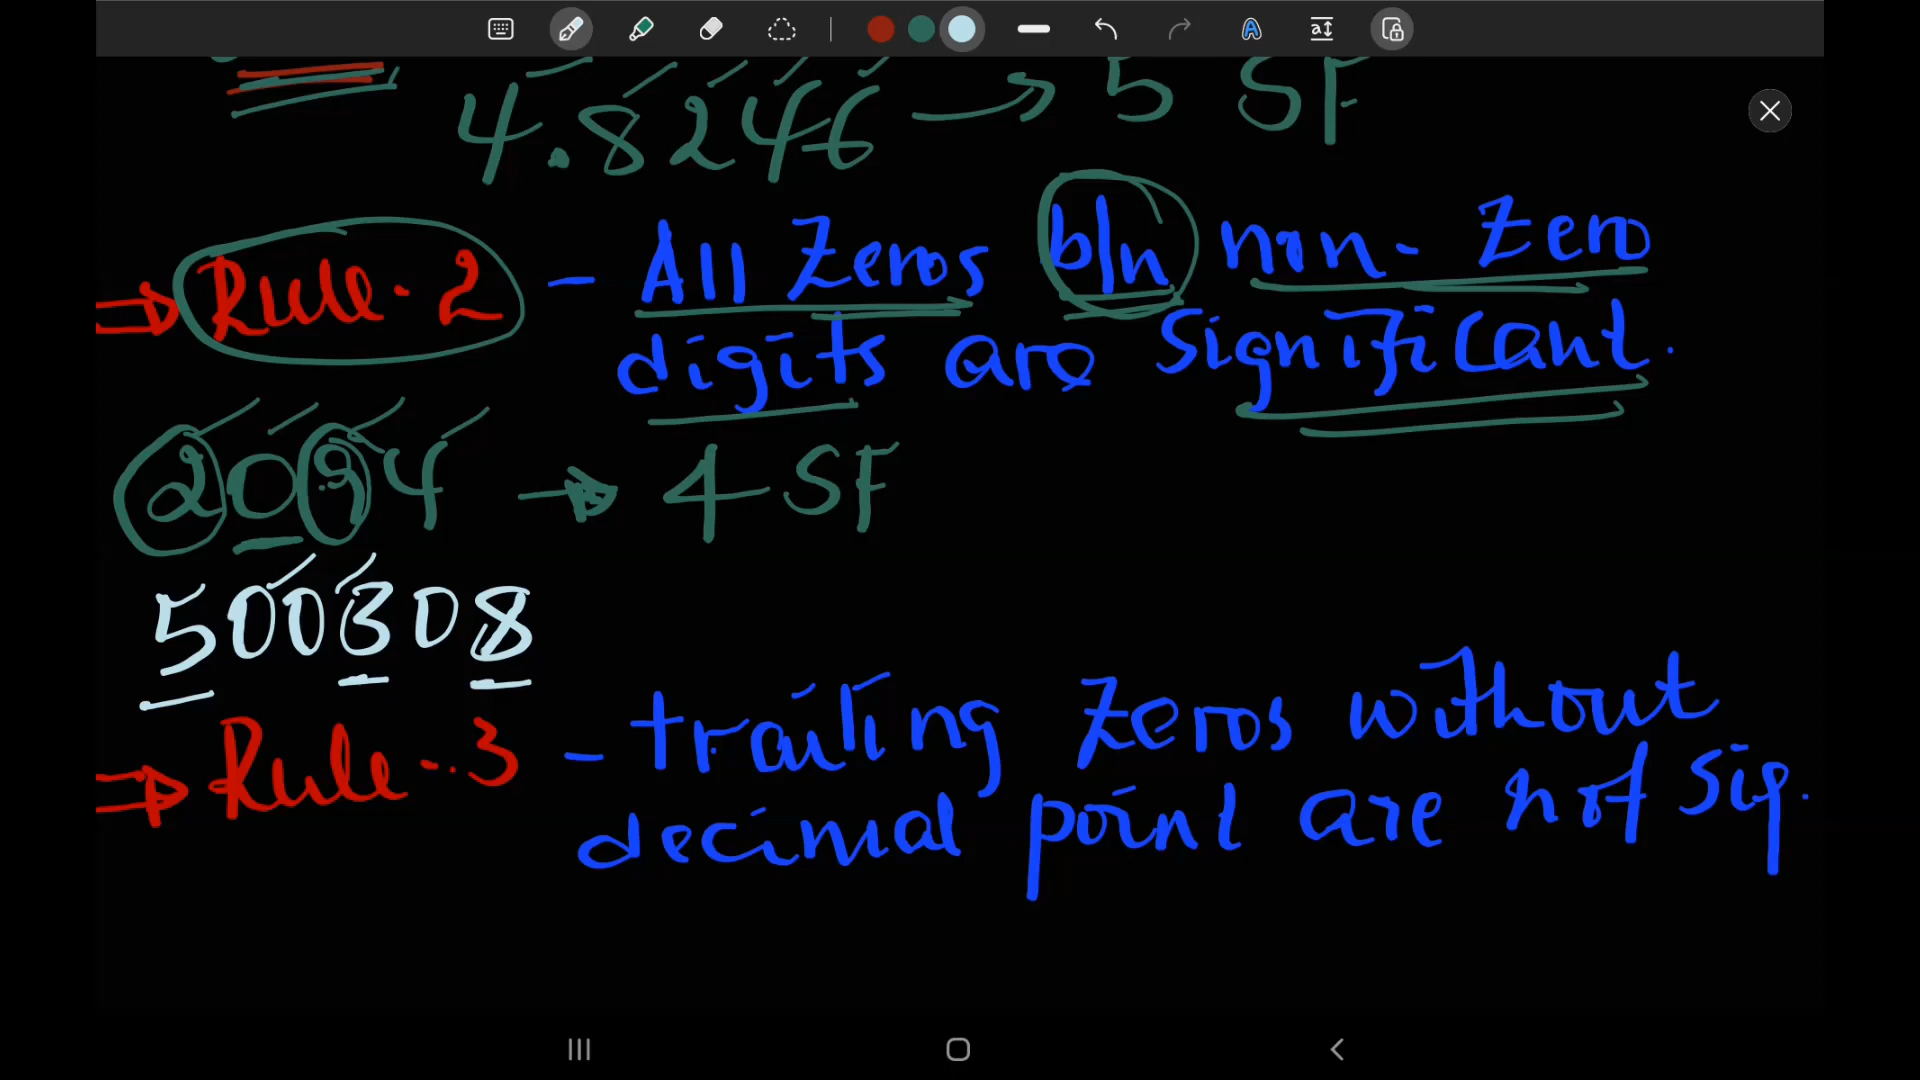 4.8246 → 5 SF
⇒ Rule-2 - All Zeros b/n non-Zero
digits are Significant.
2094 → 4 SF
500308
⇒ Rule-3 - trailing Zeros without
decimal point are not Sig.